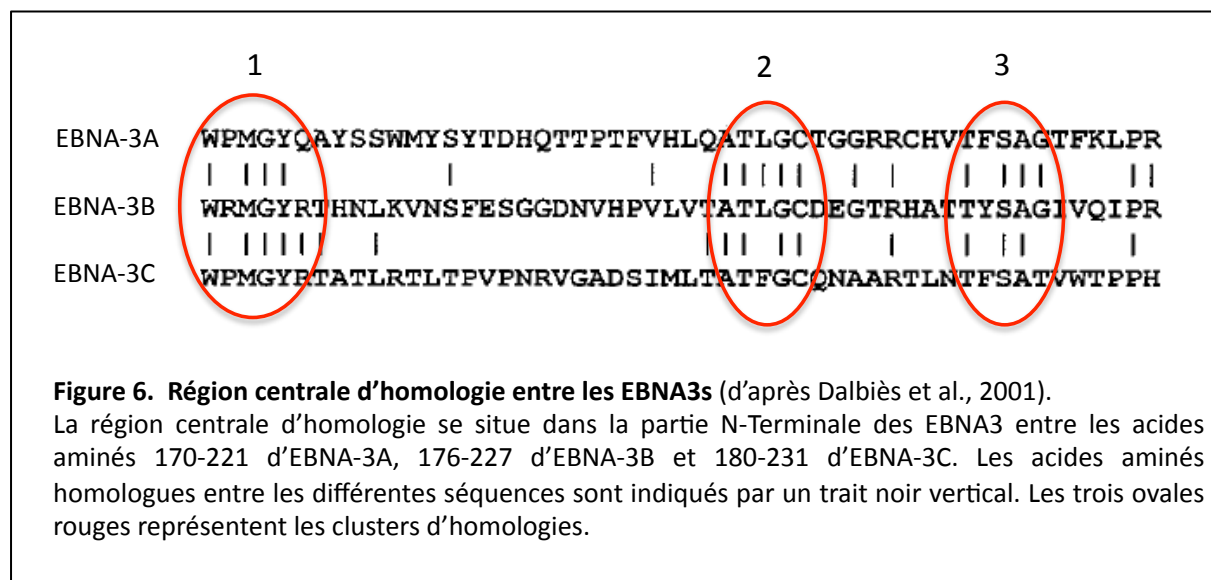 1 2 3
EBNA-3A WPMGYQAYSSWMYSYTDHQTTPTFVHLQATLGCTGGRRCHVTFSAGTFKLPR
EBNA-3B WRMGYRTHNLKVNSFESGGDNVHPVLVTATLGCDEGTRHATTYSAGIVQIPR
EBNA-3C WPMGYRTATLRTLTPVPNRVGADSIMLTATFGCQNAARTLNTFSATVWTPPH
Figure 6. Région centrale d’homologie entre les EBNA3s (d’après Dalbiès et al., 2001).
La région centrale d’homologie se situe dans la partie N-Terminale des EBNA3 entre les acides
aminés 170-221 d’EBNA-3A, 176-227 d’EBNA-3B et 180-231 d’EBNA-3C. Les acides aminés
homologues entre les différentes séquences sont indiqués par un trait noir vertical. Les trois ovales
rouges représentent les clusters d’homologies.